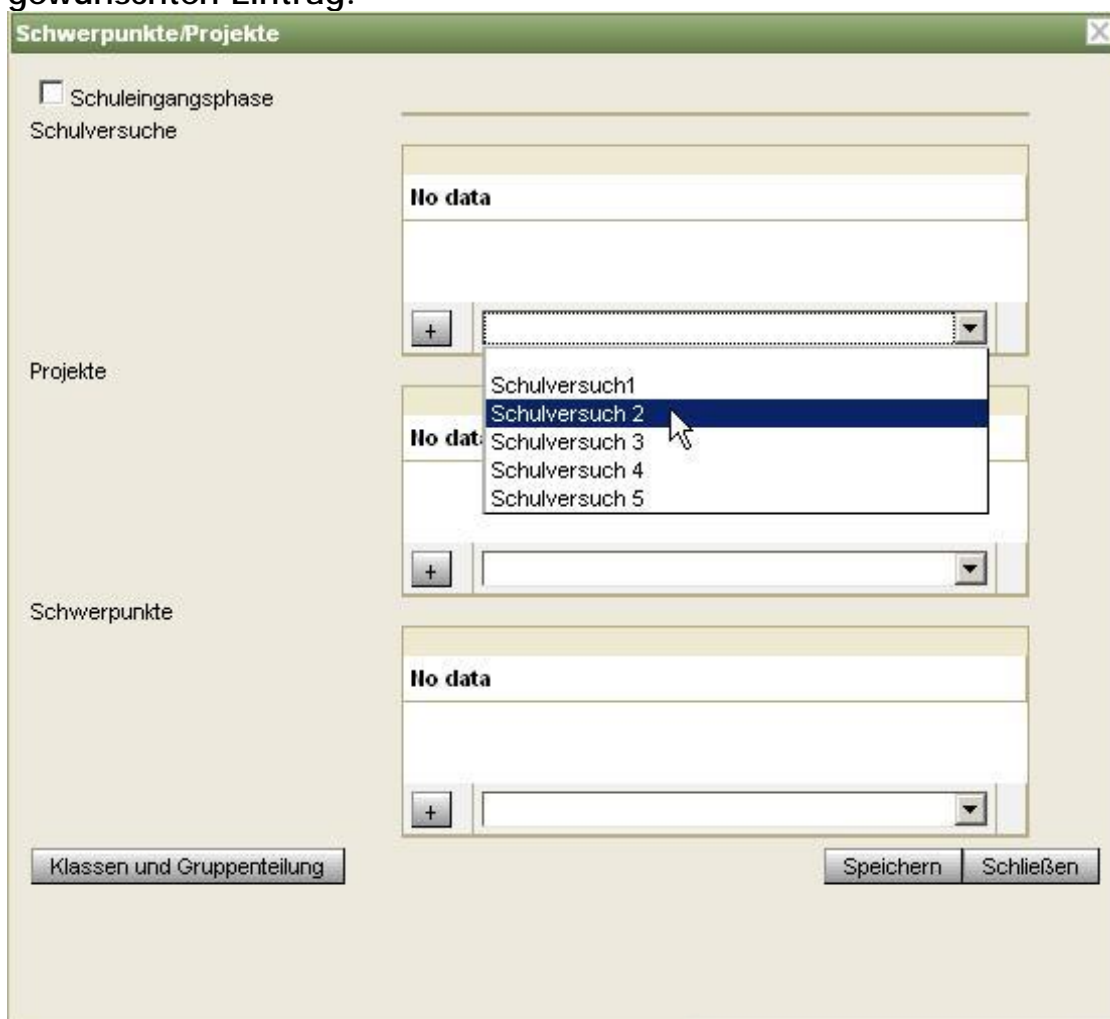 gewünschten Eintrag.
Schwerpunkte/Projekte
Schuleingangsphase
Schulversuche
No data
+
Projekte
Schulversuch1
Schulversuch 2
No dat
Schulversuch 3
Schulversuch 4
Schulversuch 5
+
Schwerpunkte
No data
+
Klassen und Gruppenteilung
Speichern
Schließen